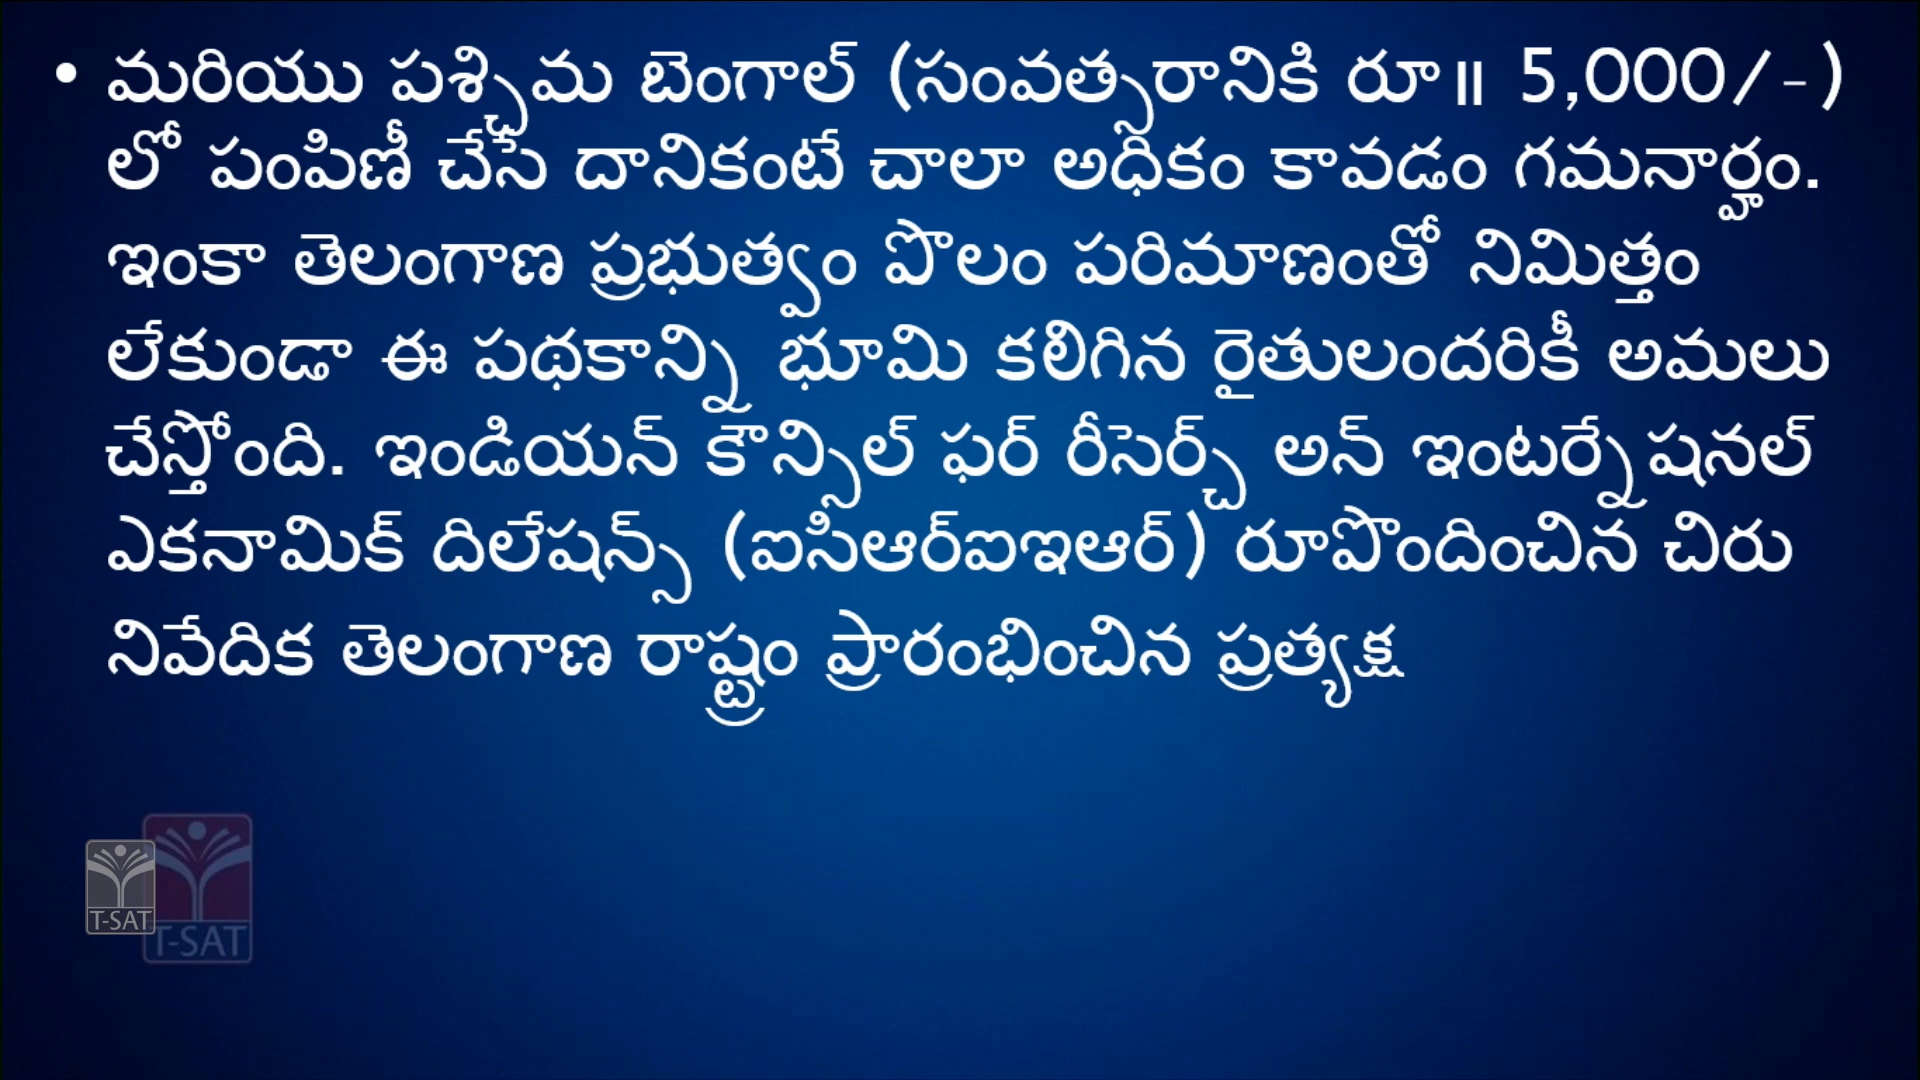 • మరియు పశ్చిమ బెంగాల్ (సంవత్సరానికి రూ॥ 5,000/-)
లో పంపిణీ చేసే దానికంటే చాలా అధికం కావడం గమనార్హం.
ఇంకా తెలంగాణ ప్రభుత్వం పొలం పరిమాణంతో నిమిత్తం
లేకుండా ఈ పథకాన్ని భూమి కలిగిన రైతులందరికీ అమలు
చేస్తోంది. ఇండియన్ కౌన్సిల్ ఫర్ రీసెర్చ్ అన్ ఇంటర్నేషనల్
ఎకనామిక్ దిలేషన్స్ (ఐసిఆర్ఐఇఆర్) రూపొందించిన చిరు
నివేదిక తెలంగాణ రాష్ట్రం ప్రారంభించిన ప్రత్యక్ష
T-SAT
T-SAT